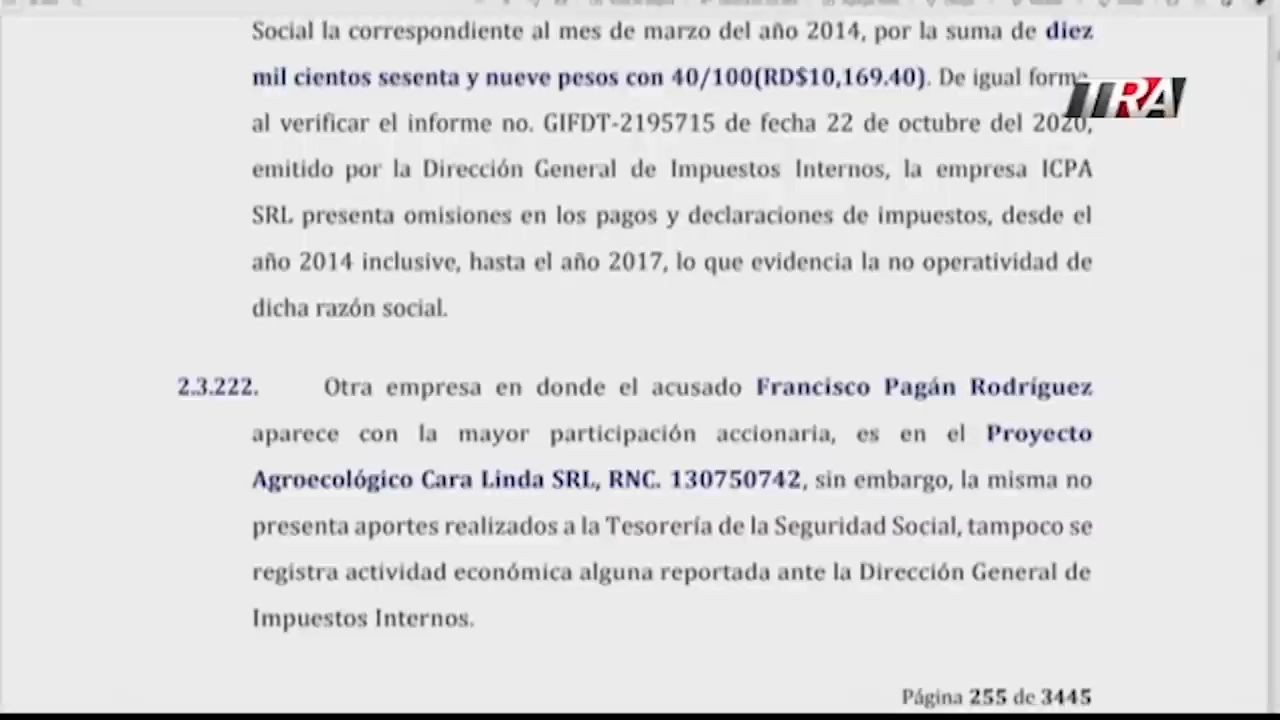 Social la correspondiente al mes de marzo del año 2014, por la suma de diez
mil cientos sesenta y nueve pesos con 40/100(RD$10,169.40). De igual forma
TRA
al verificar el informe no. GIFDT-2195715 de fecha 22 de octubre del 2020,
emitido por la Dirección General de Impuestos Internos, la empresa ICPA
SRL presenta omisiones en los pagos y declaraciones de impuestos, desde el
año 2014 inclusive, hasta el año 2017, lo que evidencia la no operatividad de
dicha razón social.
2.3.222. Otra empresa en donde el acusado Francisco Pagán Rodríguez
aparece con la mayor participación accionaria, es en el Proyecto
Agroecológico Cara Linda SRL, RNC. 130750742, sin embargo, la misma no
presenta aportes realizados a la Tesorería de la Seguridad Social, tampoco se
registra actividad económica alguna reportada ante la Dirección General de
Impuestos Internos.
Página 255 de 3445